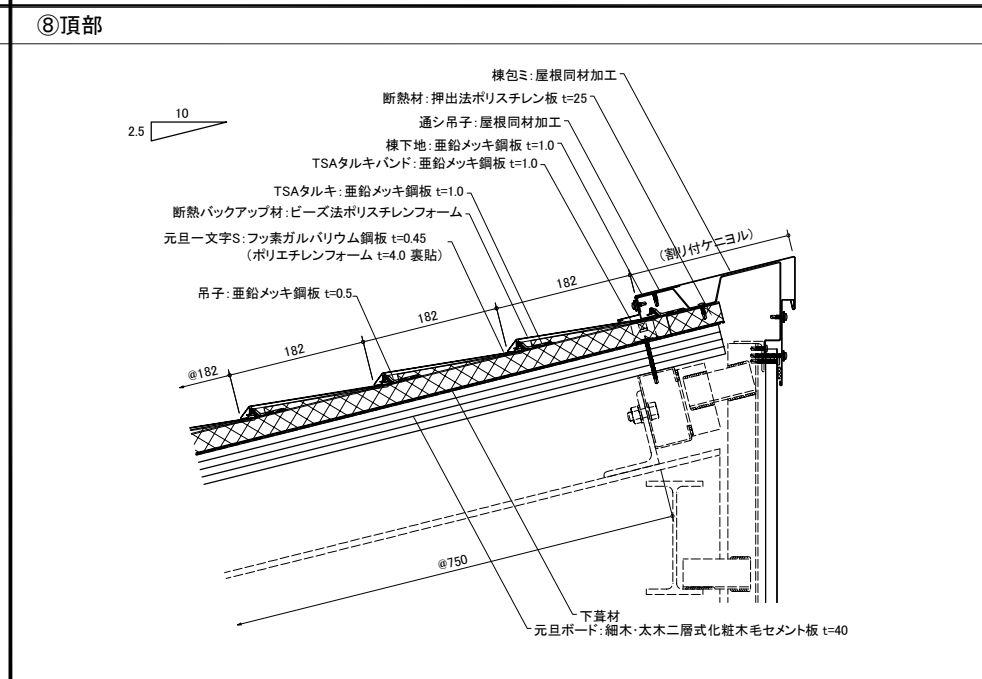 ⑧頂部
棟包ミ:屋根同材加工
断熱材:押出法ポリスチレン板 t=25
通シ吊子:屋根同材加工
棟下地:亜鉛メッキ鋼板 t=1.0
TSAタルキバンド:亜鉛メッキ鋼板 t=1.0
TSAタルキ:亜鉛メッキ鋼板 t=1.0
断熱バックアップ材:ビーズ法ポリスチレンフォーム
元旦一文字S:フッ素ガルバリウム鋼板 t=0.45
(ポリエチレンフォーム t=4.0 裏貼)
吊子:亜鉛メッキ鋼板 t=0.5
10
2.5
(割り付ケニヨル)
182
182
182
@182
@750
下葺材
元旦ボード:細木・太木二層式化粧木毛セメント板 t=40